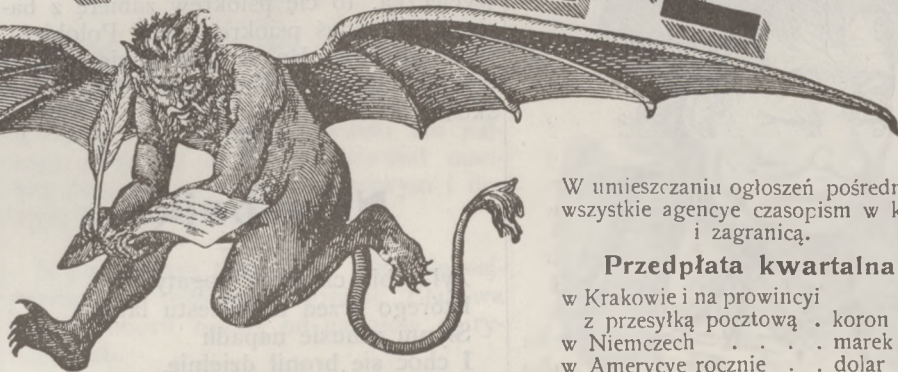 W umieszczaniu ogłoszeń
wszystkie agencye czasopism w
i zagranicą.
Przedpłata kwartalna
w Krakowie i na prowincyi
z przesyłką pocztową . koron
w Niemczech . . . . marek
w Ameryce rocznie . . dolar